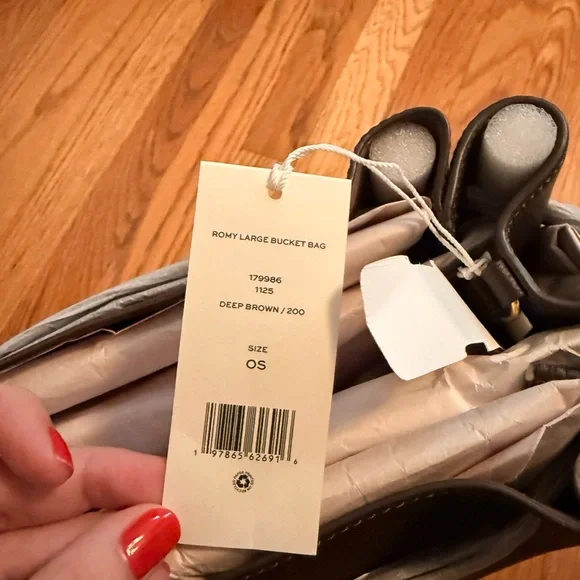 ROMY LARGE BUCKET BAG
179986
1125
DEEP BROWN / 200
SIZE
OS
1 97865 62691 6